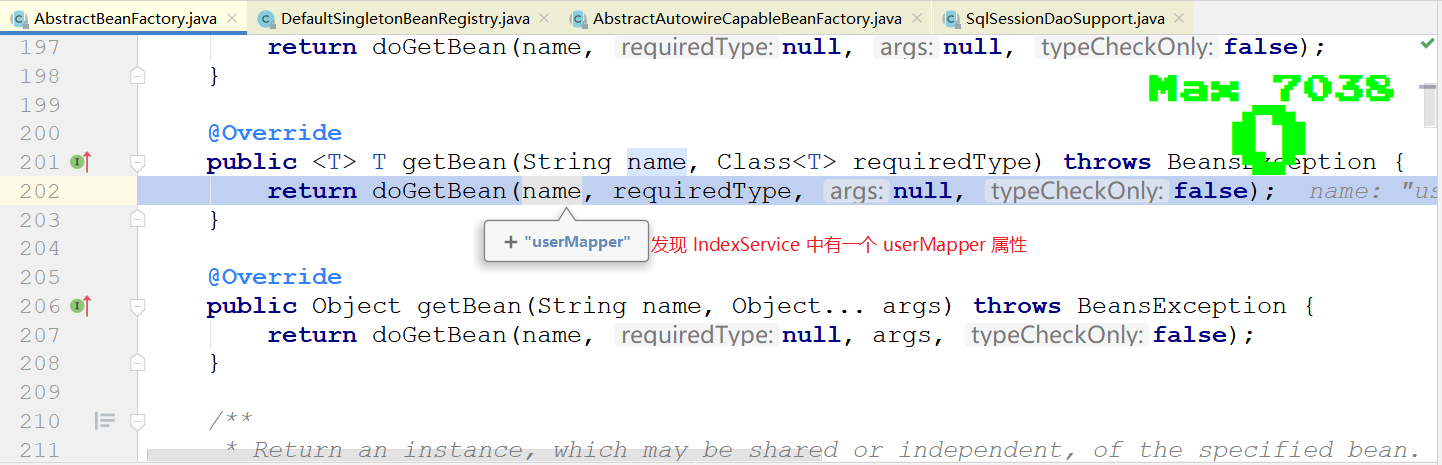 AbstractBeanFactory.java × DefaultSingletonBeanRegistry.java × AbstractAutowireCapableBeanFactory.java × SqlSessionDaoSupport.java ×
197 return doGetBean(name, requiredType: null, args: null, typeCheckOnly: false);
198 }
Max 7038
199
0
200 @Override
201 public <T> T getBean(String name, Class<T> requiredType) throws BeansException {
202 return doGetBean(name, requiredType, args: null, typeCheckOnly: false); name: "us
203 }
+ "userMapper" 发现 IndexService 中有一个 userMapper 属性
204
205 @Override
206 public Object getBean(String name, Object... args) throws BeansException {
207 return doGetBean(name, requiredType: null, args, typeCheckOnly: false);
208 }
209
210 /**
211 * Return an instance, which may be shared or independent, of the specified bean.